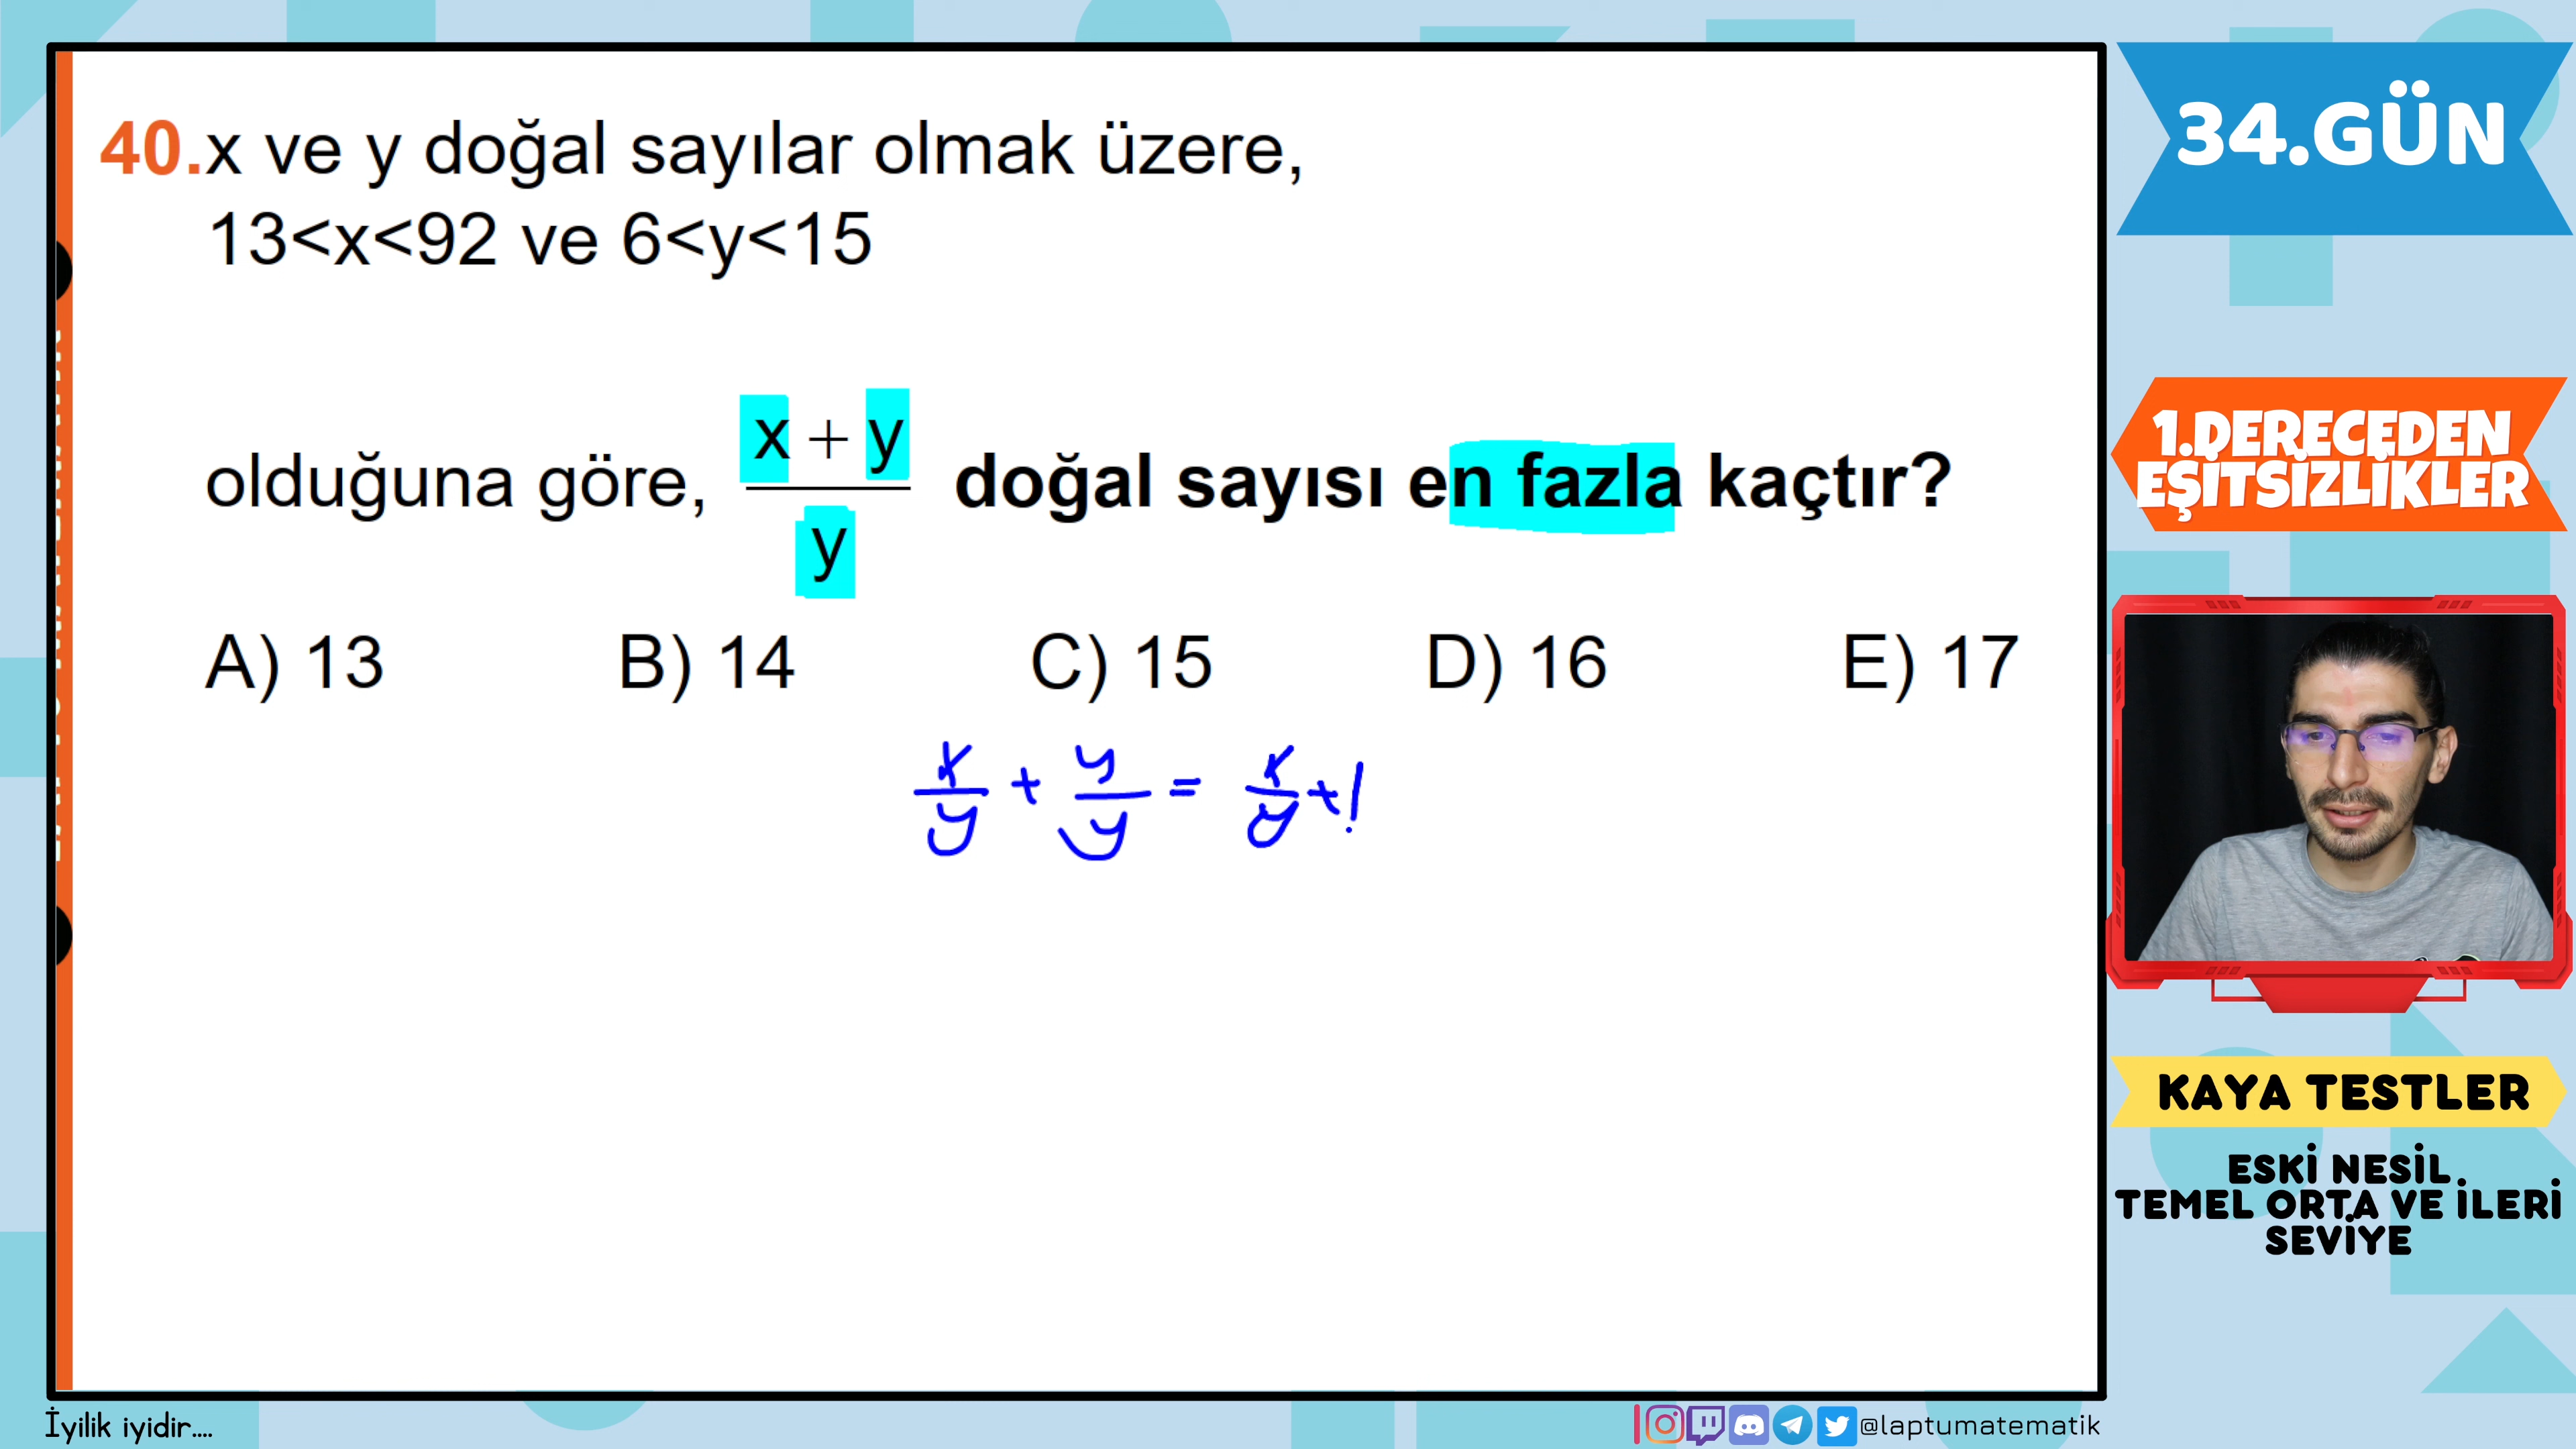 40.x ve y doğal sayılar olmak üzere,
13<x<92 ve 6<y<15
olduğuna göre, x + y / y doğal sayısı en fazla kaçtır?
A) 13 B) 14 C) 15 D) 16 E) 17
x/y + y/y = x/y + 1
34.GÜN
1.DERECEDEN
EŞİTSİZLİKLER
KAYA TESTLER
ESKİ NESİL
TEMEL ORTA VE İLERİ
SEVİYE
İyilik iyidir....
@laptumatematik